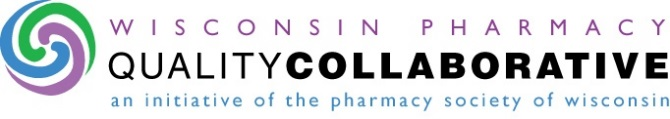 WISCONSIN PHARMACY
QUALITYCOLLABORATIVE
an initiative of the pharmacy society of wisconsin